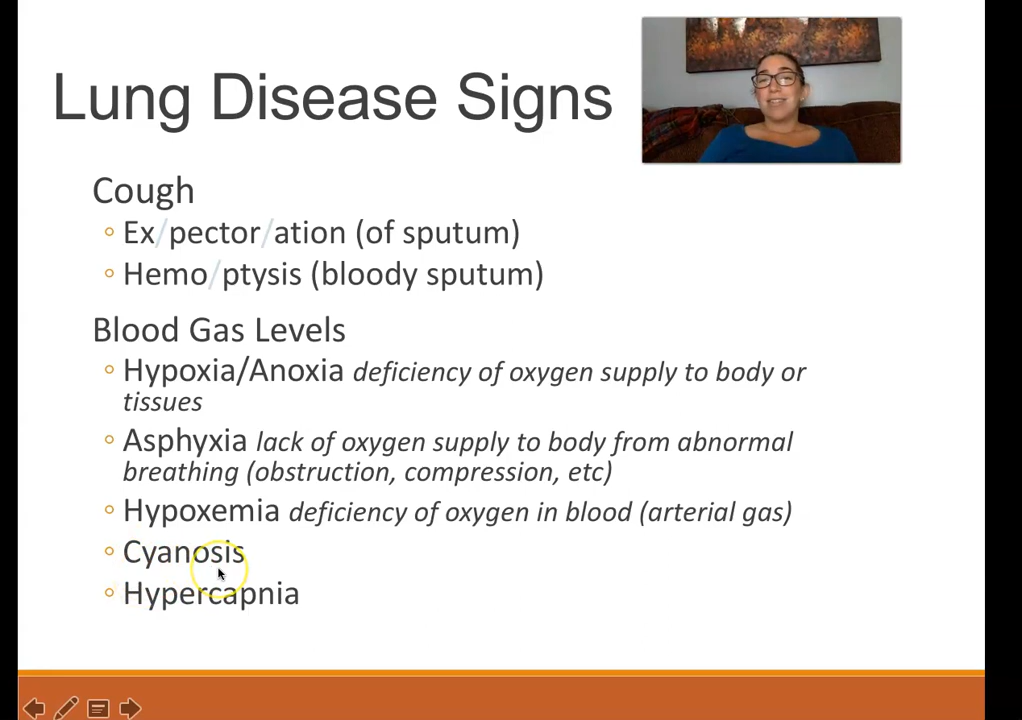 Lung Disease Signs
Cough
Ex/pector/ation (of sputum)
Hemo/ptysis (bloody sputum)
Blood Gas Levels
Hypoxia/Anoxia deficiency of oxygen supply to body or
tissues
Asphyxia lack of oxygen supply to body from abnormal
breathing (obstruction, compression, etc)
Hypoxemia deficiency of oxygen in blood (arterial gas)
Cyanosis
Hypercapnia